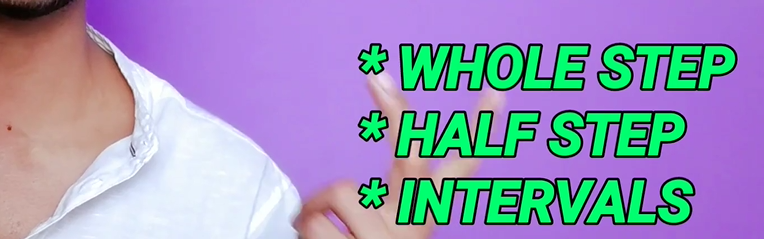 * WHOLE STEP
* HALF STEP
* INTERVALS